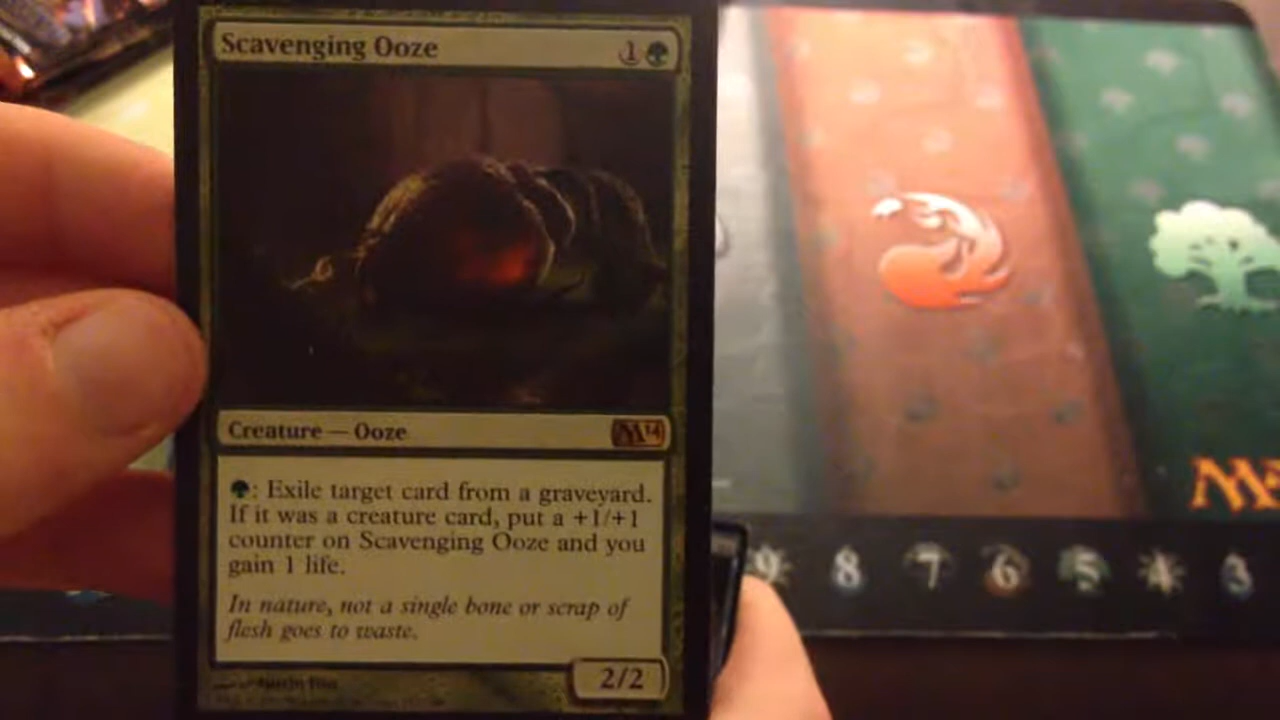 Scavenging Ooze
1
Creature — Ooze
M14
: Exile target card from a graveyard.
If it was a creature card, put a +1/+1
counter on Scavenging Ooze and you
gain 1 life.
In nature, not a single bone or scrap of
flesh goes to waste.
2/2
9 8 7 6 5 4 3